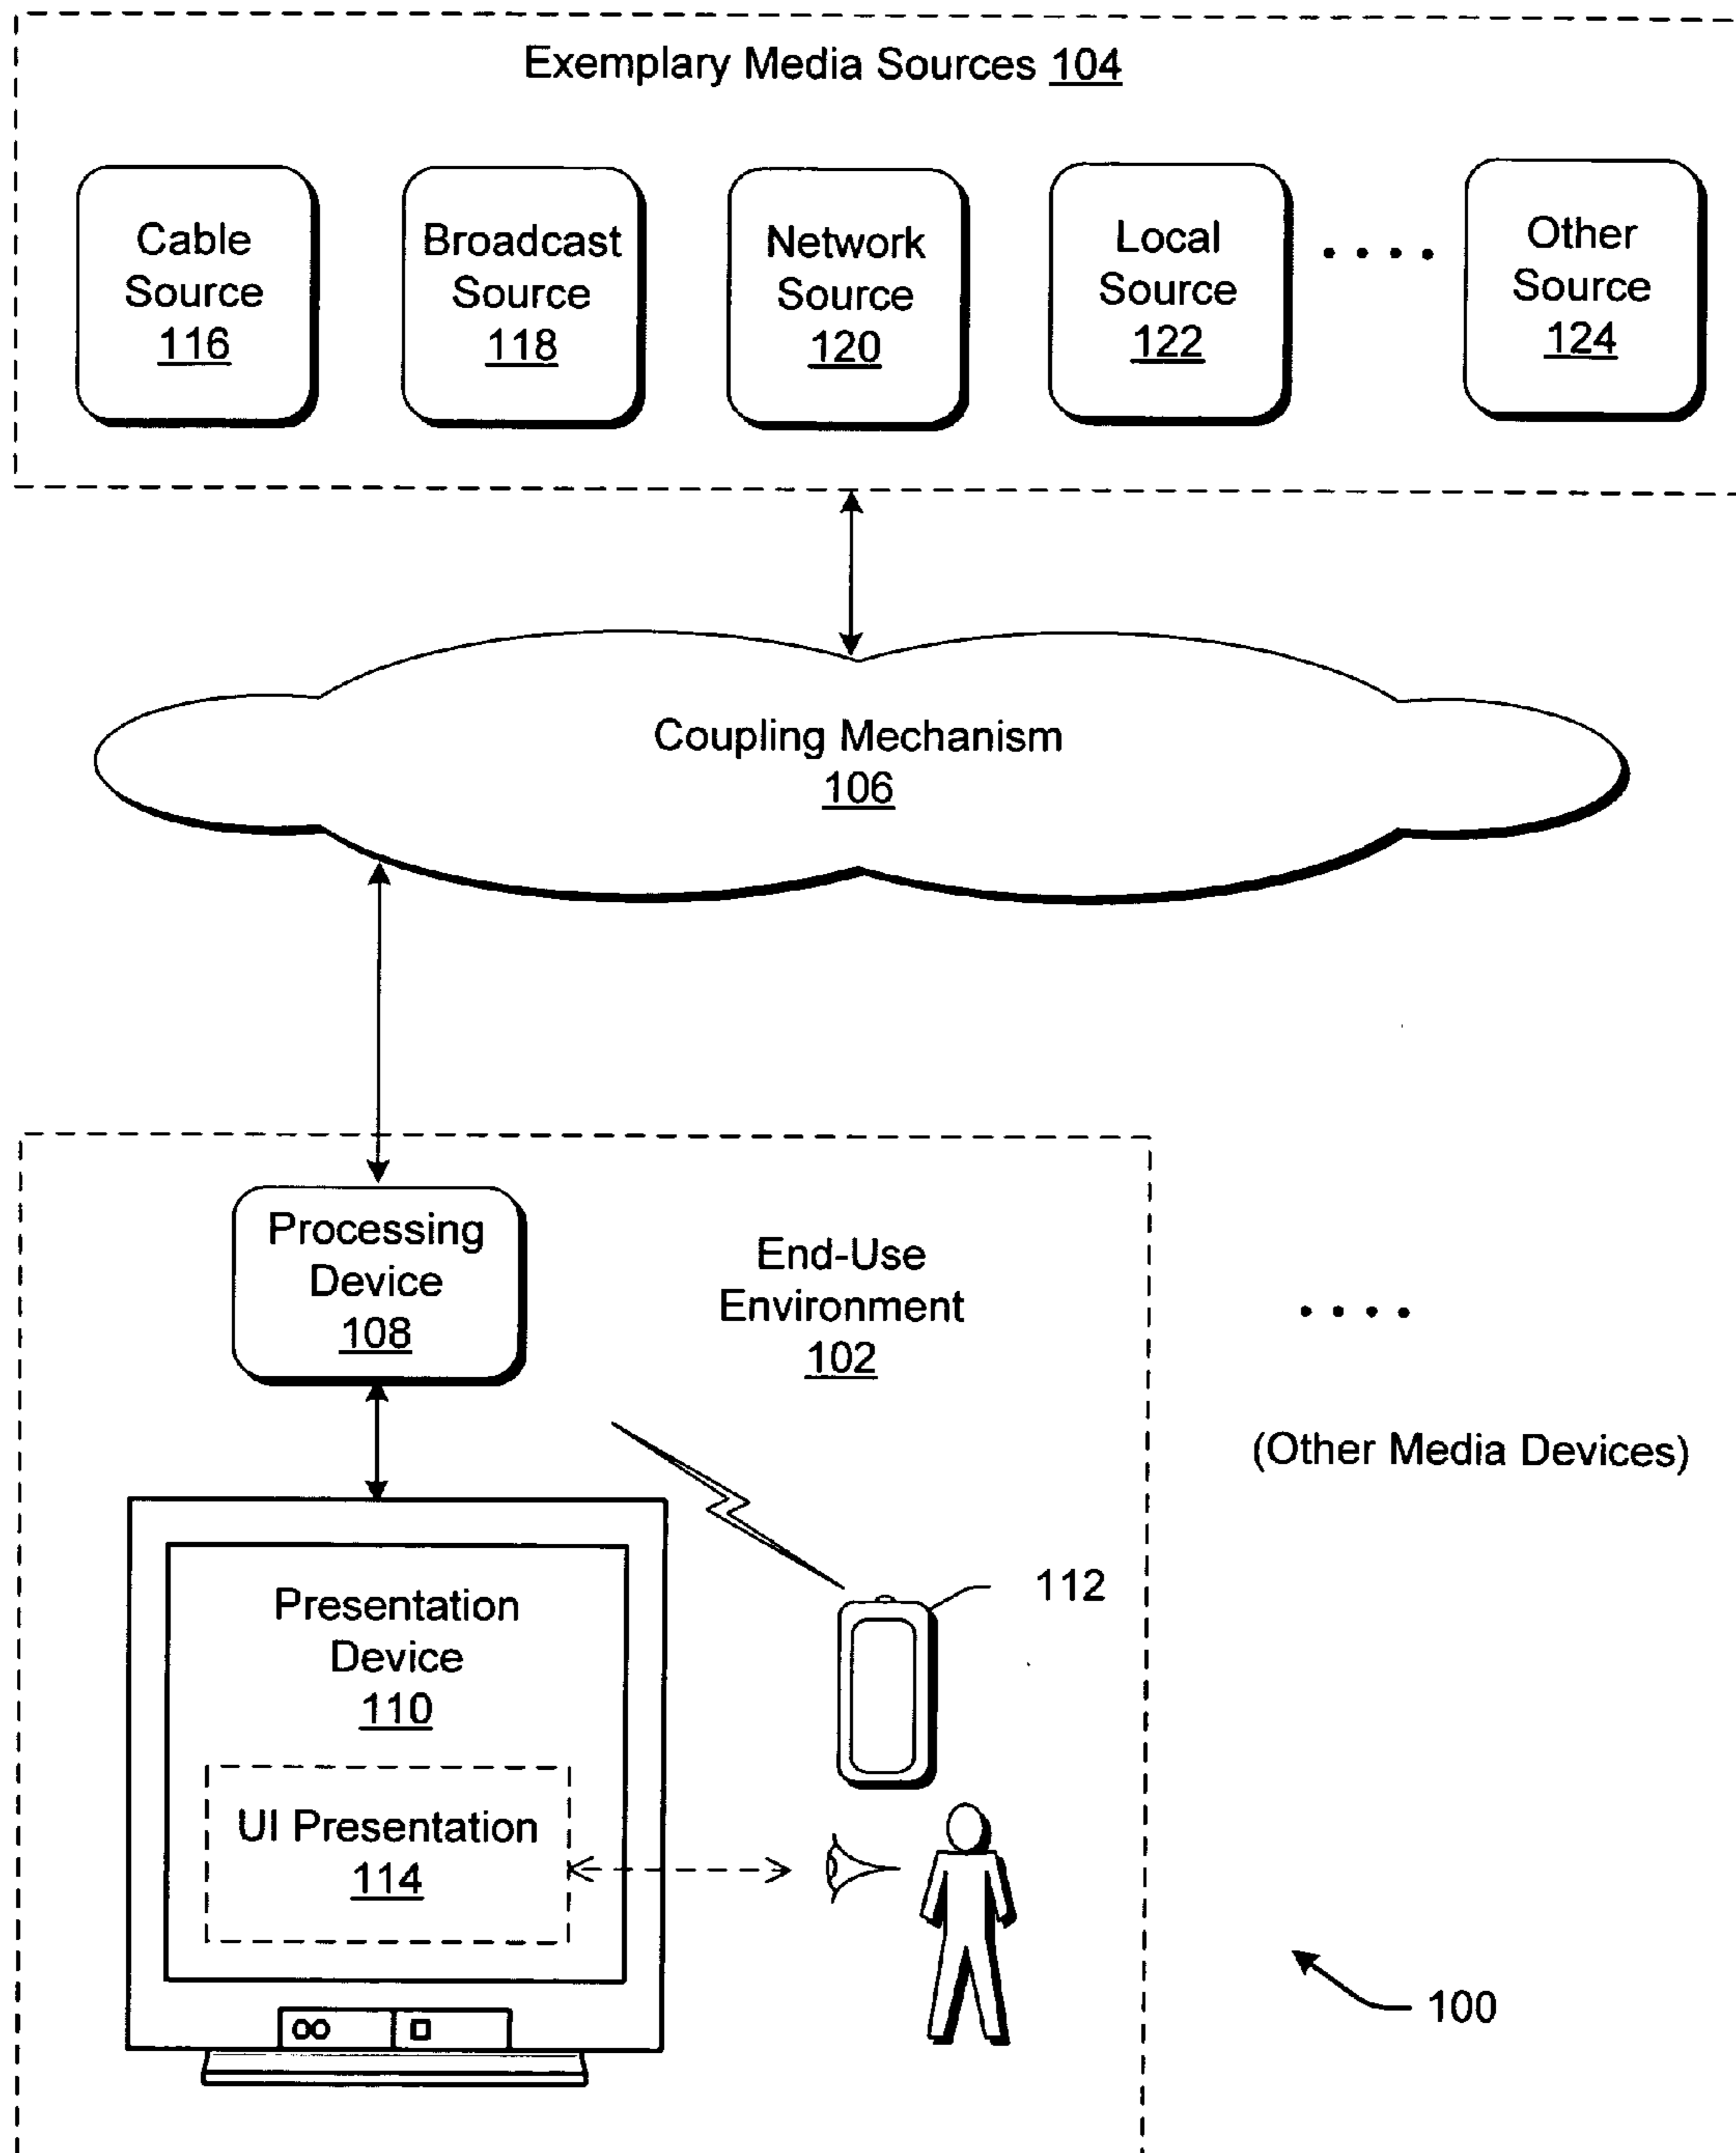 Exemplary Media Sources 104
Cable
Source
116
Broadcast
Source
118
Network
Source
120
Local
Source
122
Other
Source
124
Coupling Mechanism
106
Processing
Device
108
End-Use
Environment
102
(Other Media Devices)
Presentation
Device
110
112
UI Presentation
114
100